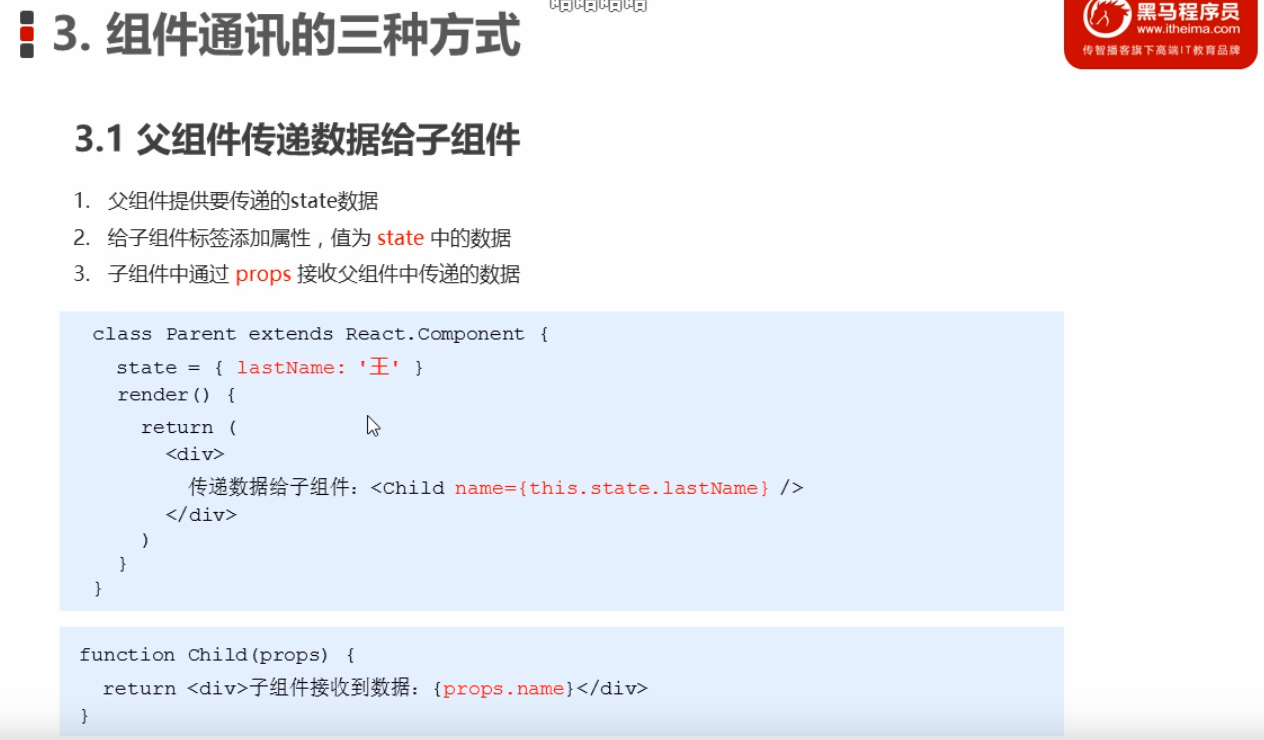 3. 组件通讯的三种方式
黑马程序员
www.itheima.com
传智播客旗下高端IT教育品牌
3.1 父组件传递数据给子组件
1. 父组件提供要传递的state数据
2. 给子组件标签添加属性，值为 state 中的数据
3. 子组件中通过 props 接收父组件中传递的数据
class Parent extends React.Component {
state = { lastName: '王' }
render() {
return (
<div>
传递数据给子组件：<Child name={this.state.lastName} />
</div>
)
}
}
function Child(props) {
return <div>子组件接收到数据：{props.name}</div>
}